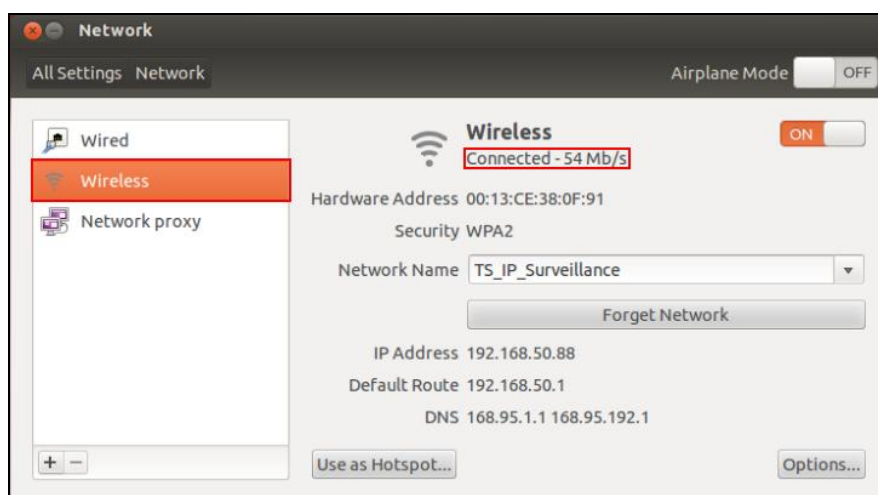 Network
All Settings Network
Airplane Mode OFF
Wired
Wireless
Network proxy
Wireless
Connected - 54 Mb/s
ON
Hardware Address 00:13:CE:38:0F:91
Security WPA2
Network Name TS_IP_Surveillance
Forget Network
IP Address 192.168.50.88
Default Route 192.168.50.1
DNS 168.95.1.1 168.95.192.1
+ -
Use as Hotspot...
Options...